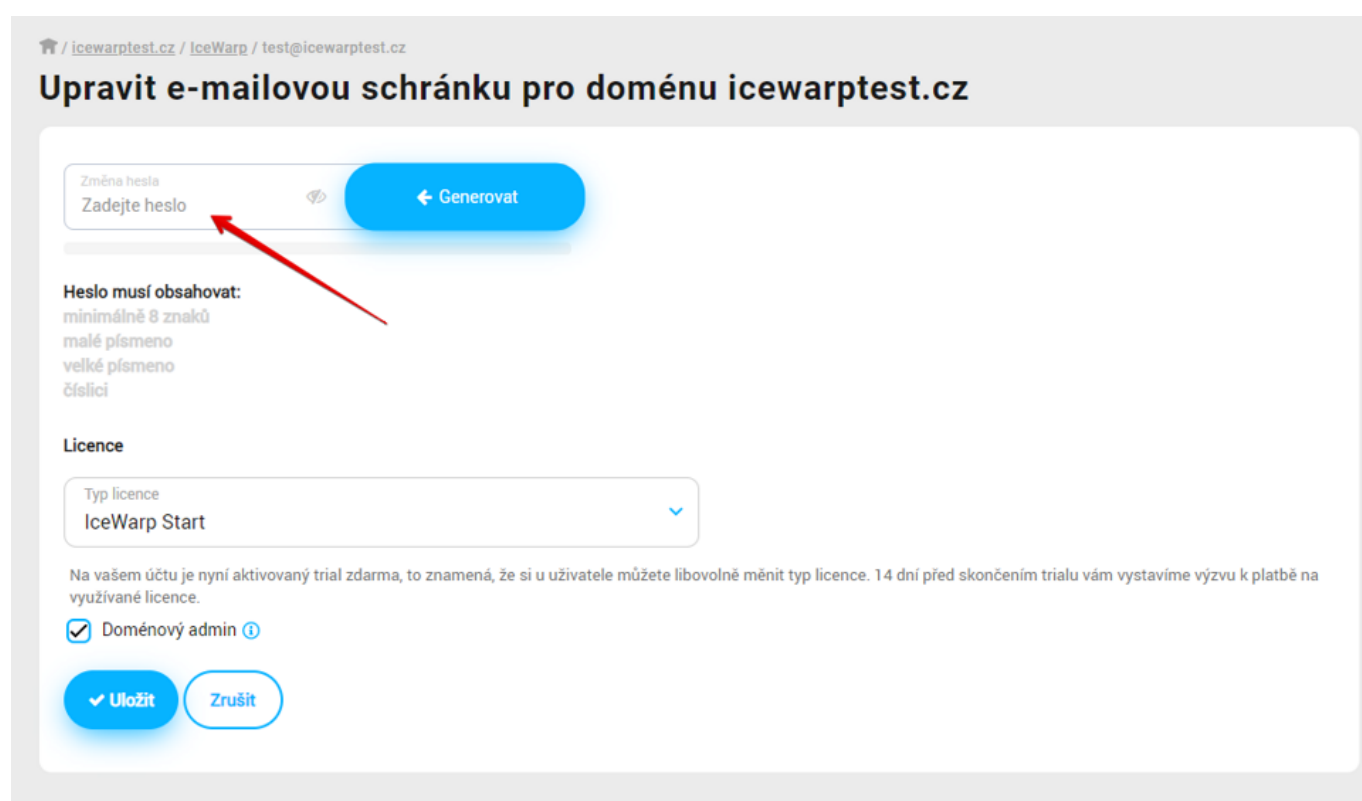 / icewarptest.cz / IceWarp / test@icewarptest.cz
Upravit e-mailovou schránku pro doménu icewarptest.cz
Změna hesla
Zadejte heslo
Generovat
Heslo musí obsahovat:
minimálně 8 znaků
malé písmeno
velké písmeno
číslici
Licence
Typ licence
IceWarp Start
Na vašem účtu je nyní aktivovaný trial zdarma, to znamená, že si u uživatele můžete libovolně měnit typ licence. 14 dní před skončením trialu vám vystavíme výzvu k platbě na
využívané licence.
Doménový admin
Uložit Zrušit